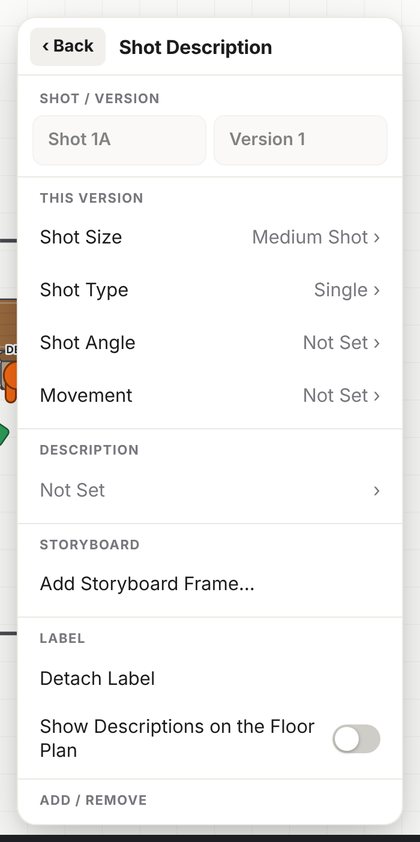 ‹ Back
Shot Description
SHOT / VERSION
Shot 1A
Version 1
THIS VERSION
Shot Size
Medium Shot ›
Shot Type
Single ›
Shot Angle
Not Set ›
Movement
Not Set ›
DESCRIPTION
Not Set
›
STORYBOARD
Add Storyboard Frame...
LABEL
Detach Label
Show Descriptions on the Floor
Plan
ADD / REMOVE